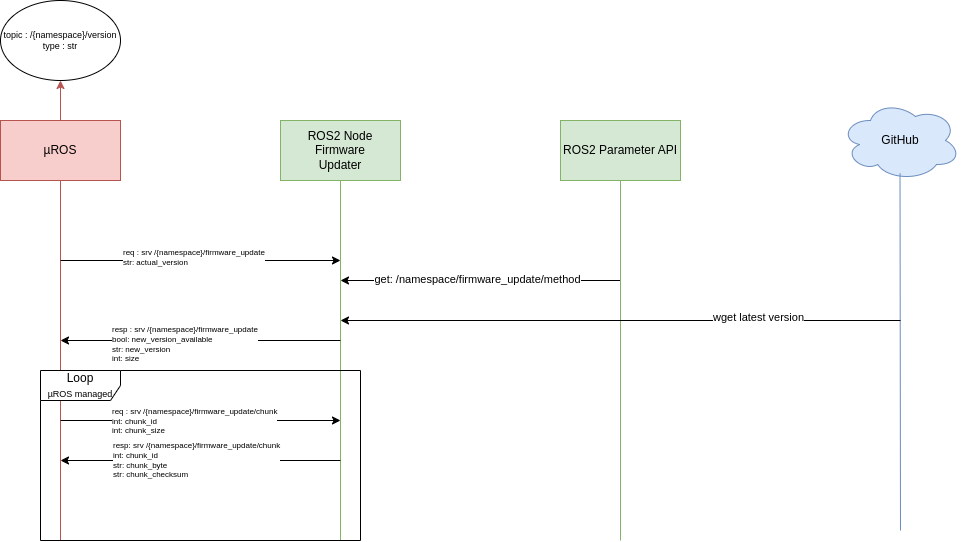 topic : /{namespace}/version
type : str
µROS
ROS2 Node
Firmware
Updater
ROS2 Parameter API
GitHub
req : srv /{namespace}/firmware_update
str: actual_version
get: /namespace/firmware_update/method
wget latest version
resp : srv /{namespace}/firmware_update
bool: new_version_available
str: new_version
int: size
Loop
µROS managed
req : srv /{namespace}/firmware_update/chunk
int: chunk_id
int: chunk_size
resp: srv /{namespace}/firmware_update/chunk
int: chunk_id
str: chunk_byte
str: chunk_checksum